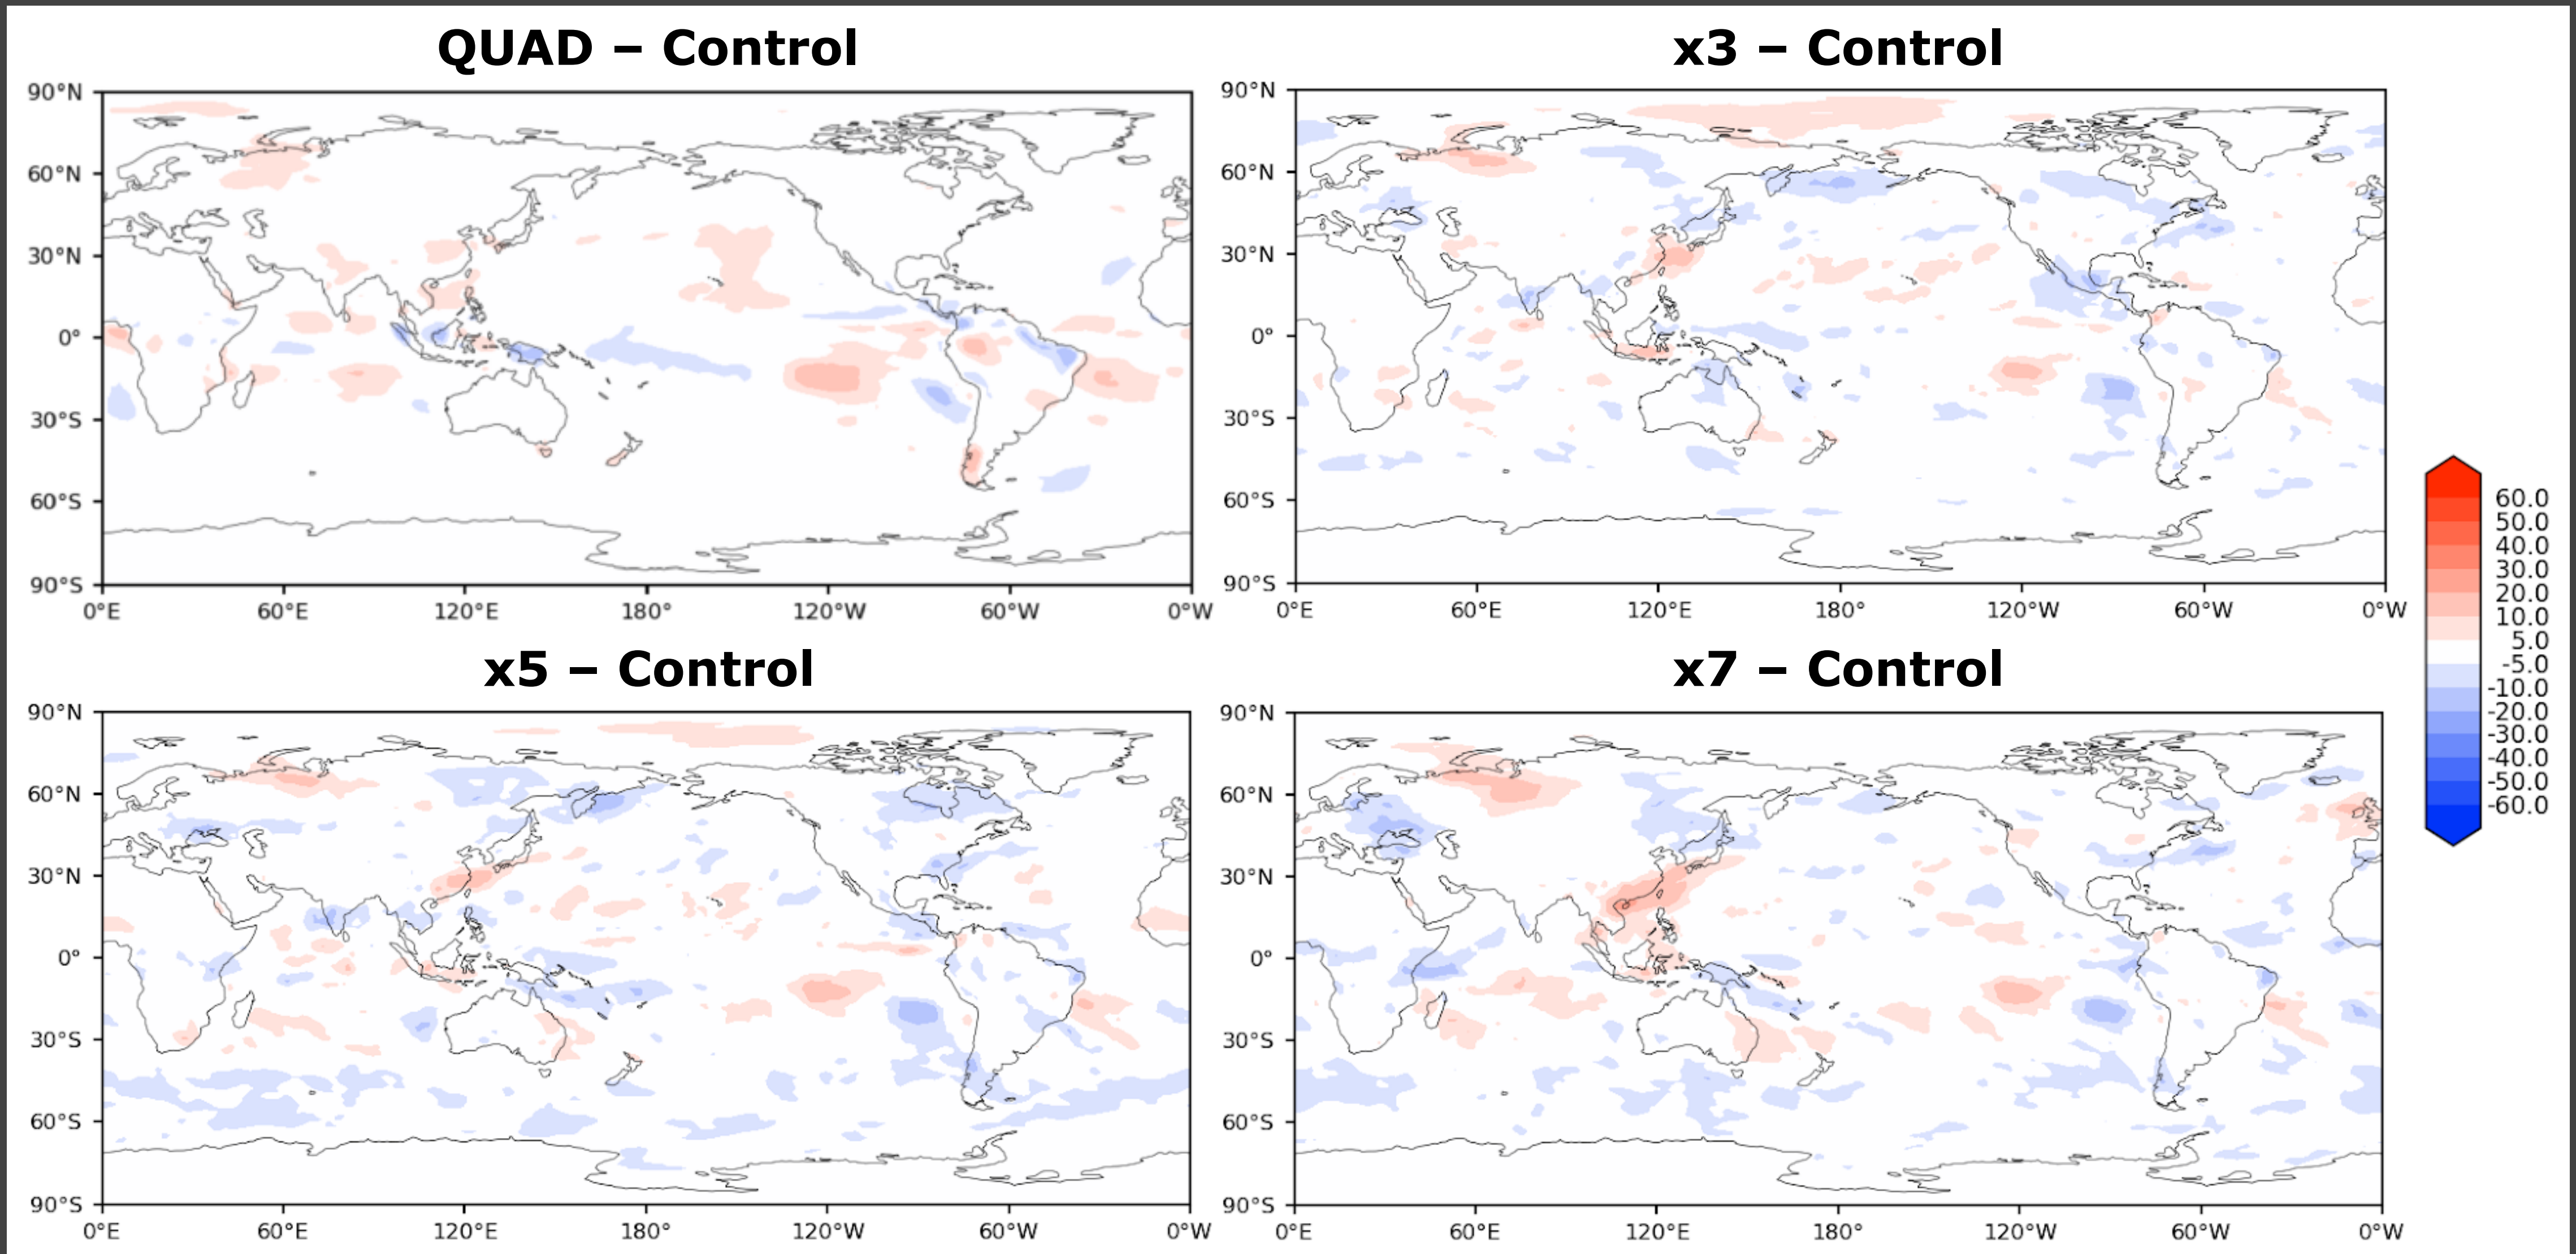 QUAD − Control
90°N
60°N
30°N
0°
30°S
60°S
90°S
0°E 60°E 120°E 180° 120°W 60°W 0°W
x3 − Control
90°N
60°N
30°N
0°
30°S
60°S
90°S
0°E 60°E 120°E 180° 120°W 60°W 0°W
x5 − Control
90°N
60°N
30°N
0°
30°S
60°S
90°S
0°E 60°E 120°E 180° 120°W 60°W 0°W
x7 − Control
90°N
60°N
30°N
0°
30°S
60°S
90°S
0°E 60°E 120°E 180° 120°W 60°W 0°W
60.0
50.0
40.0
30.0
20.0
10.0
5.0
-5.0
-10.0
-20.0
-30.0
-40.0
-50.0
-60.0